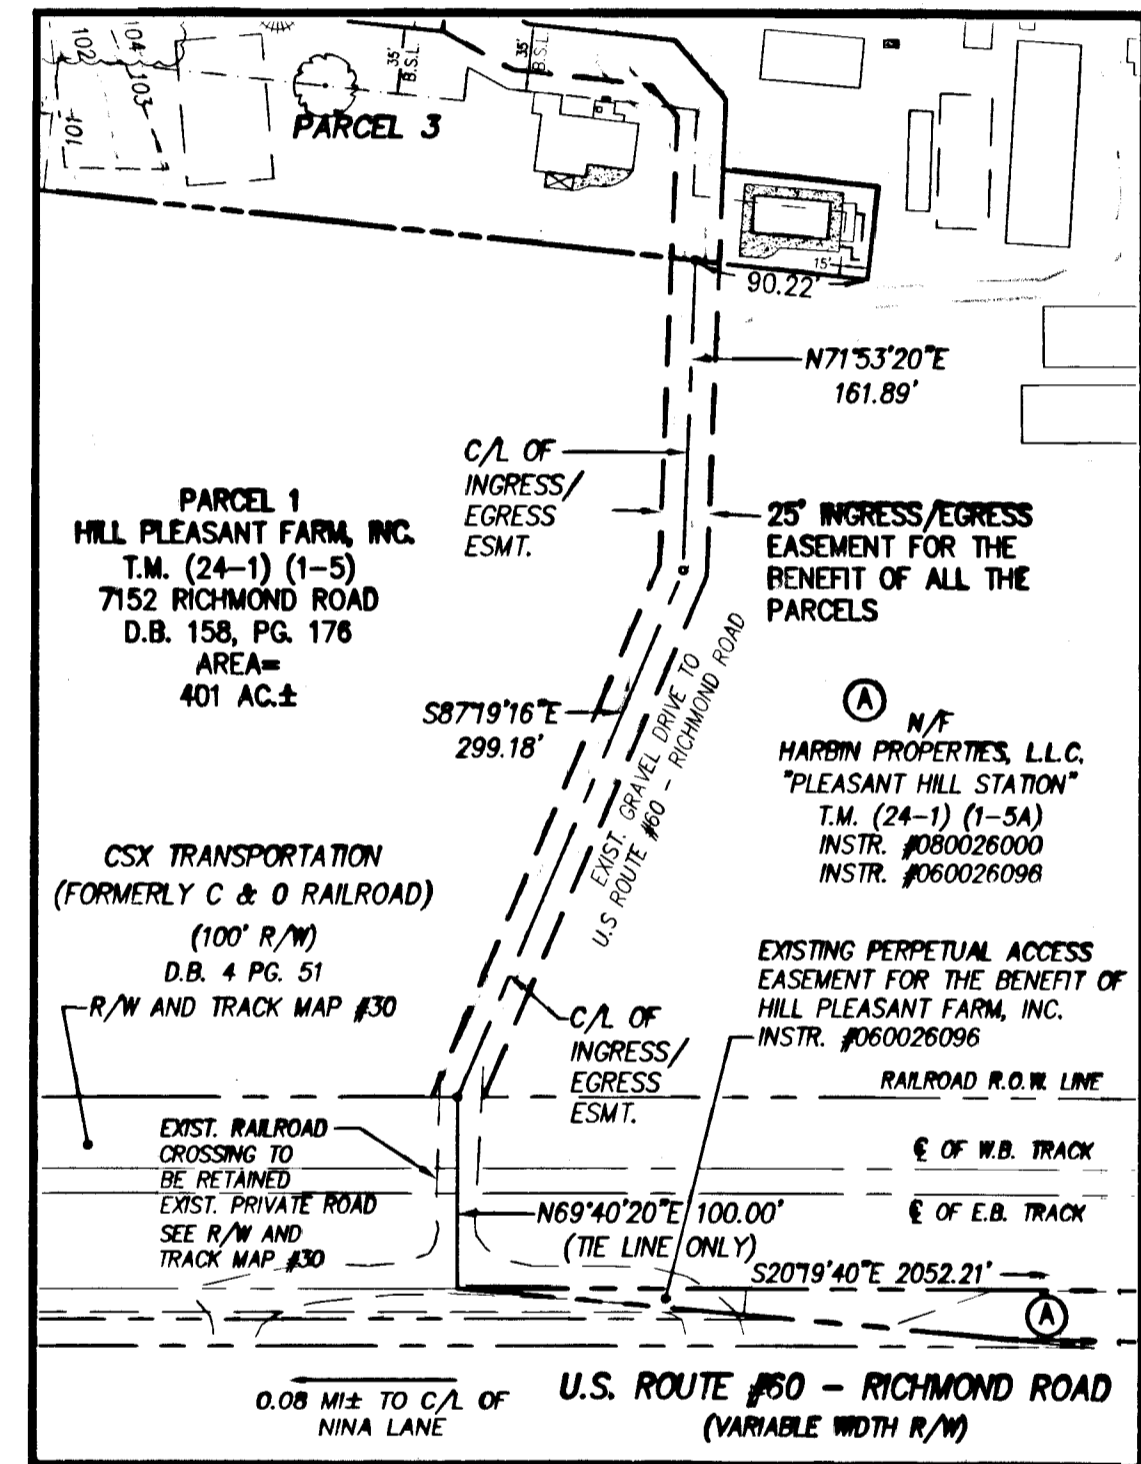 102
104
103
101
35'
B.S.L.
35'
B.S.L.
PARCEL 3
15'
90.22'
N71°53'20"E
161.89'
C/L OF
INGRESS/
EGRESS
ESMT.
25' INGRESS/EGRESS
EASEMENT FOR THE
BENEFIT OF ALL THE
PARCELS
PARCEL 1
HILL PLEASANT FARM, INC.
T.M. (24-1) (1-5)
7152 RICHMOND ROAD
D.B. 158, PG. 176
AREA=
401 AC.±
S87°19'16"E
299.18'
EXIST. GRAVEL DRIVE TO
U.S ROUTE #60 - RICHMOND ROAD
A
N/F
HARBIN PROPERTIES, L.L.C.
"PLEASANT HILL STATION"
T.M. (24-1) (1-5A)
INSTR. #080026000
INSTR. #060026096
CSX TRANSPORTATION
(FORMERLY C & O RAILROAD)
(100' R/W)
D.B. 4 PG. 51
R/W AND TRACK MAP #30
EXISTING PERPETUAL ACCESS
EASEMENT FOR THE BENEFIT OF
HILL PLEASANT FARM, INC.
INSTR. #060026096
C/L OF
INGRESS/
EGRESS
ESMT.
RAILROAD R.O.W. LINE
EXIST. RAILROAD
CROSSING TO
BE RETAINED
EXIST. PRIVATE ROAD
SEE R/W AND
TRACK MAP #30
℄ OF W.B. TRACK
℄ OF E.B. TRACK
N69°40'20"E 100.00'
(TIE LINE ONLY)
S20°19'40"E 2052.21'
A
0.08 MI± TO C/L OF
NINA LANE
U.S. ROUTE #60 - RICHMOND ROAD
(VARIABLE WIDTH R/W)